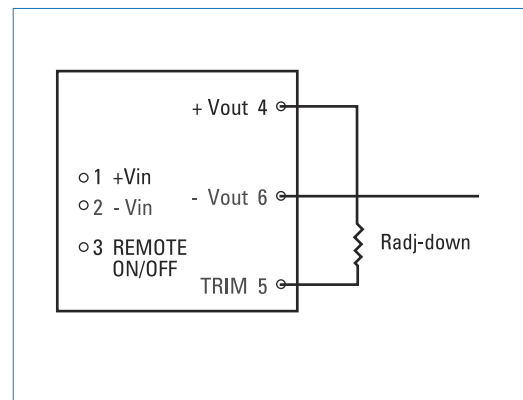 + Vout 4
1 +Vin
2 - Vin
- Vout 6
3 REMOTE
ON/OFF
Radj-down
TRIM 5